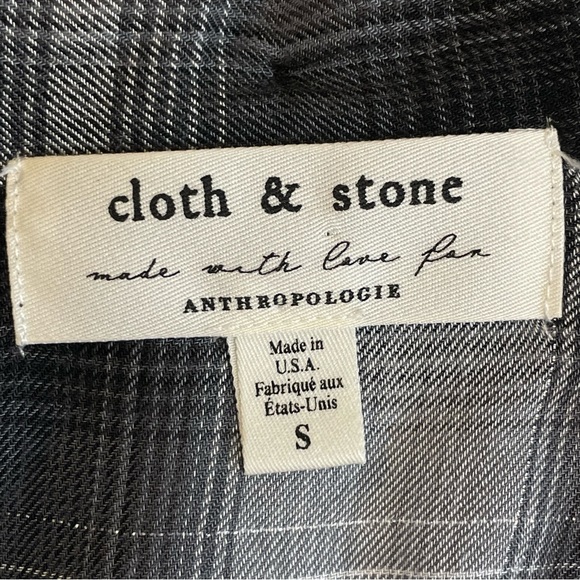 cloth & stone
made with love for
ANTHROPOLOGIE
Made in
U.S.A.
Fabriqué aux
États-Unis
S